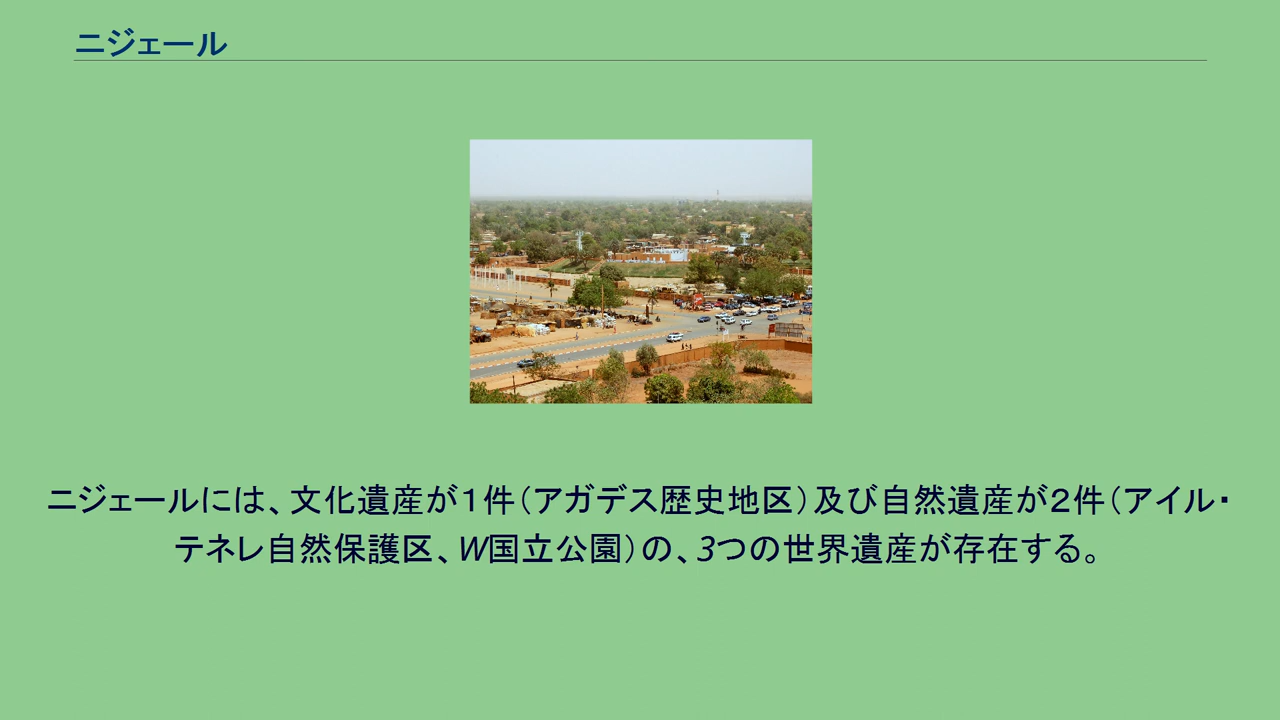 ニジェール
ニジェールには、文化遺産が１件（アガデス歴史地区）及び自然遺産が２件（アイル・
テネレ自然保護区、W国立公園）の、3つの世界遺産が存在する。